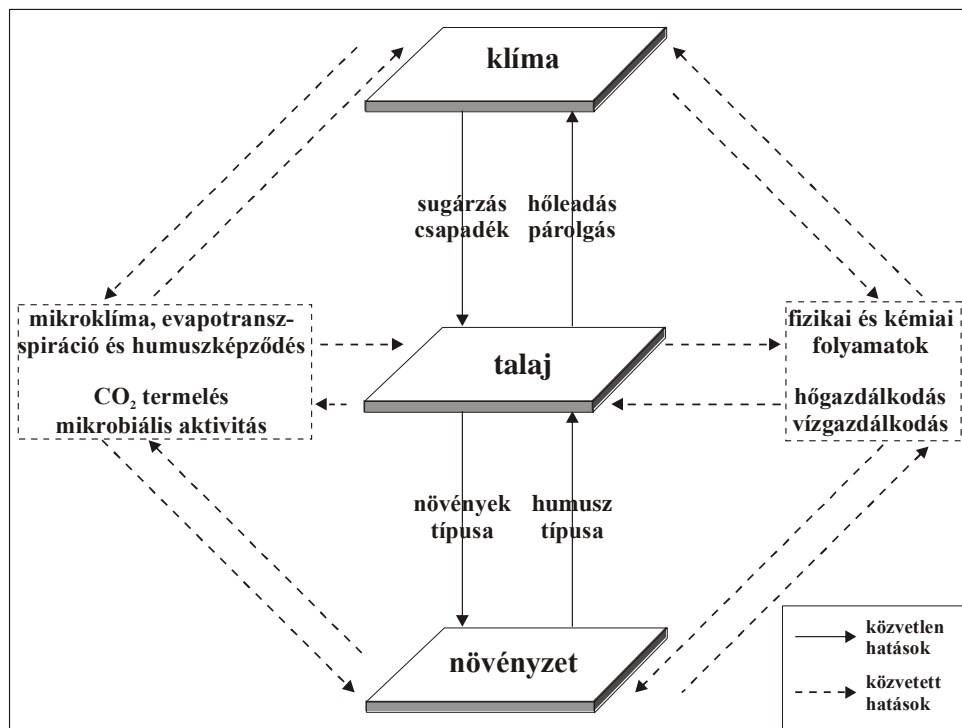 klíma
sugárzás
csapadék
hőleadás
párolgás
mikroklíma, evapotransz-
spiráció és humuszképződés
CO₂ termelés
mikrobiális aktivitás
talaj
fizikai és kémiai
folyamatok
hőgazdálkodás
vízgazdálkodás
növények
típusa
humusz
típusa
növényzet
közvetlen
hatások
közvetett
hatások